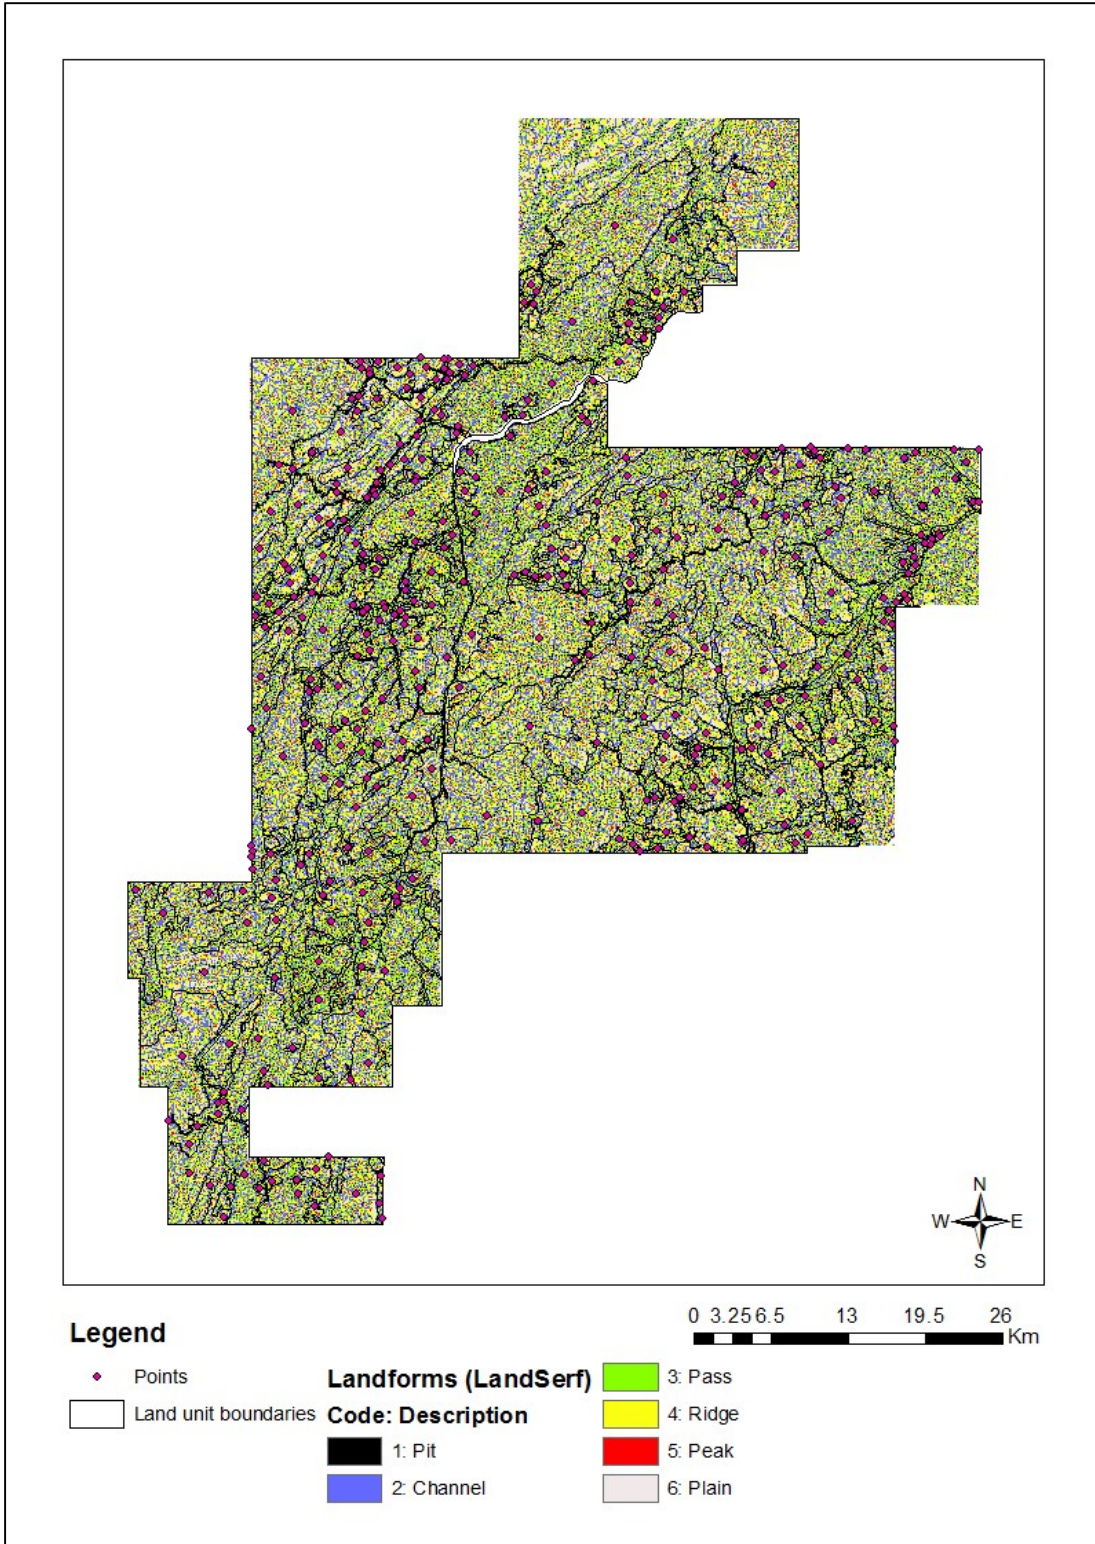 N
W E
S
0 3.25 6.5 13 19.5 26
Km
Legend
Points
Land unit boundaries
Landforms (LandSerf)
Code: Description
1: Pit
2: Channel
3: Pass
4: Ridge
5: Peak
6: Plain